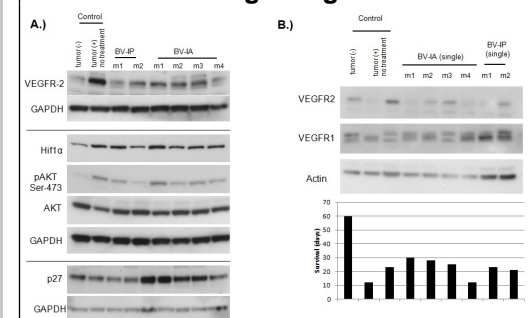 A.)
Control
tumor (-)
tumor (+)
no treatment
BV-IP
BV-IA
m1 m2 m1 m2 m3 m4
VEGFR-2
GAPDH
Hif1α
pAKT
Ser-473
AKT
GAPDH
p27
GAPDH
B.)
Control
tumor (-)
tumor (+)
no treatment
BV-IA (single)
BV-IP
(single)
m1 m2 m3 m4 m1 m2
VEGFR2
VEGFR1
Actin
Survival (days)
70
60
50
40
30
20
10
0